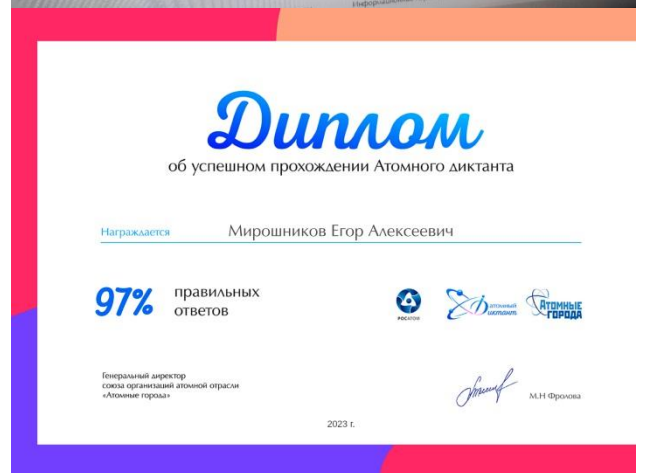 Диплом
об успешном прохождении Атомного диктанта
Награждается Мирошников Егор Алексеевич
97% правильных
ответов
РОСАТОМ
атомный
диктант
АТОМНЫЕ
ГОРОДА
Генеральный директор
союза организаций атомной отрасли
«Атомные города»
М.Н Фролова
2023 г.